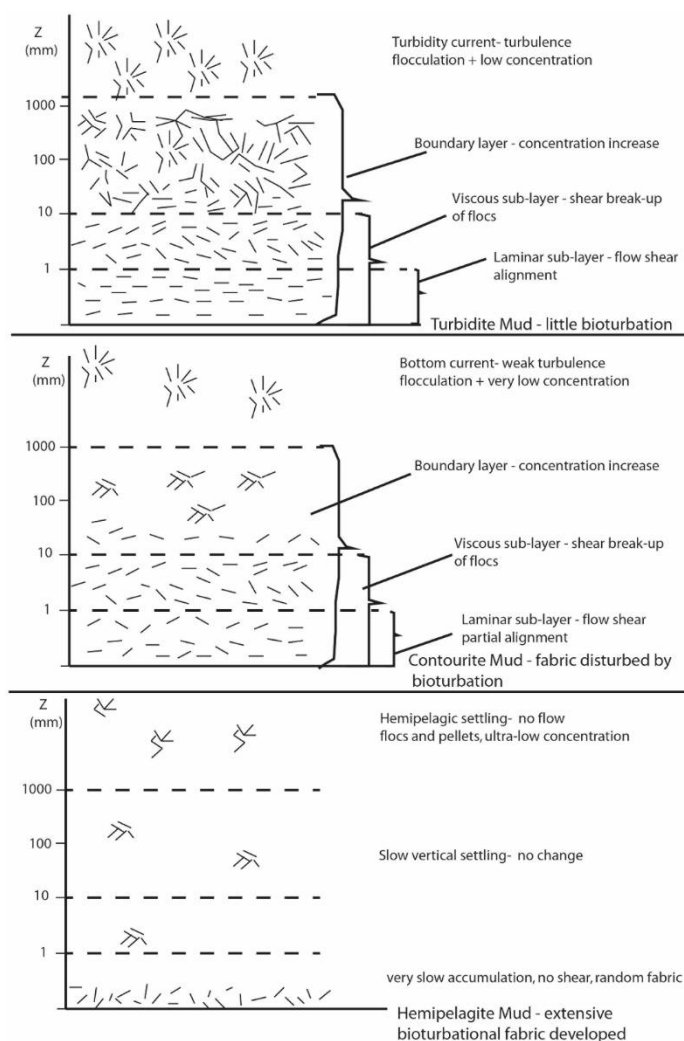 Z
(mm)
Turbidity current- turbulence
flocculation + low concentration
1000
Boundary layer - concentration increase
100
Viscous sub-layer - shear break-up
of flocs
10
Laminar sub-layer - flow shear
alignment
1
Turbidite Mud - little bioturbation
Z
(mm)
Bottom current- weak turbulence
flocculation + very low concentration
1000
Boundary layer - concentration increase
100
Viscous sub-layer - shear break-up
of flocs
10
1
Laminar sub-layer - flow shear
partial alignment
Contourite Mud - fabric disturbed by
bioturbation
Z
(mm)
Hemipelagic settling- no flow
flocs and pellets, ultra-low concentration
1000
100
Slow vertical settling- no change
10
1
very slow accumulation, no shear, random fabric
Hemipelagite Mud - extensive
bioturbational fabric developed